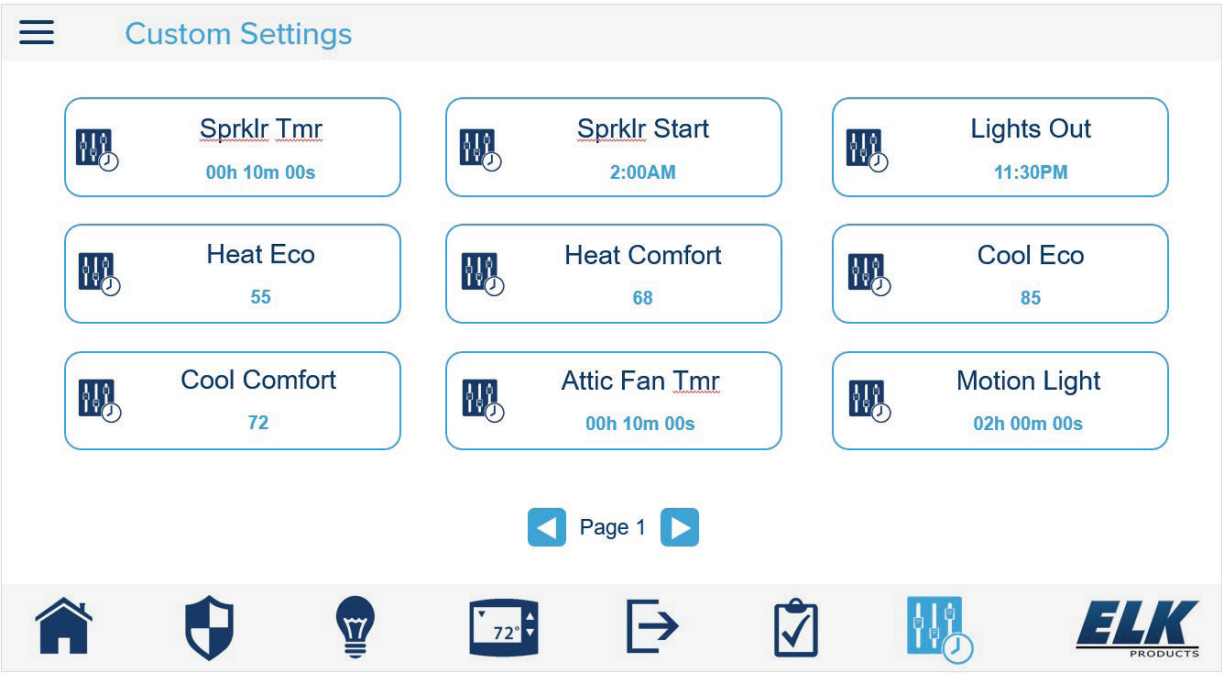 Custom Settings
Sprklr Tmr
00h 10m 00s
Sprklr Start
2:00AM
Lights Out
11:30PM
Heat Eco
55
Heat Comfort
68
Cool Eco
85
Cool Comfort
72
Attic Fan Tmr
00h 10m 00s
Motion Light
02h 00m 00s
Page 1
72°
ELK
PRODUCTS